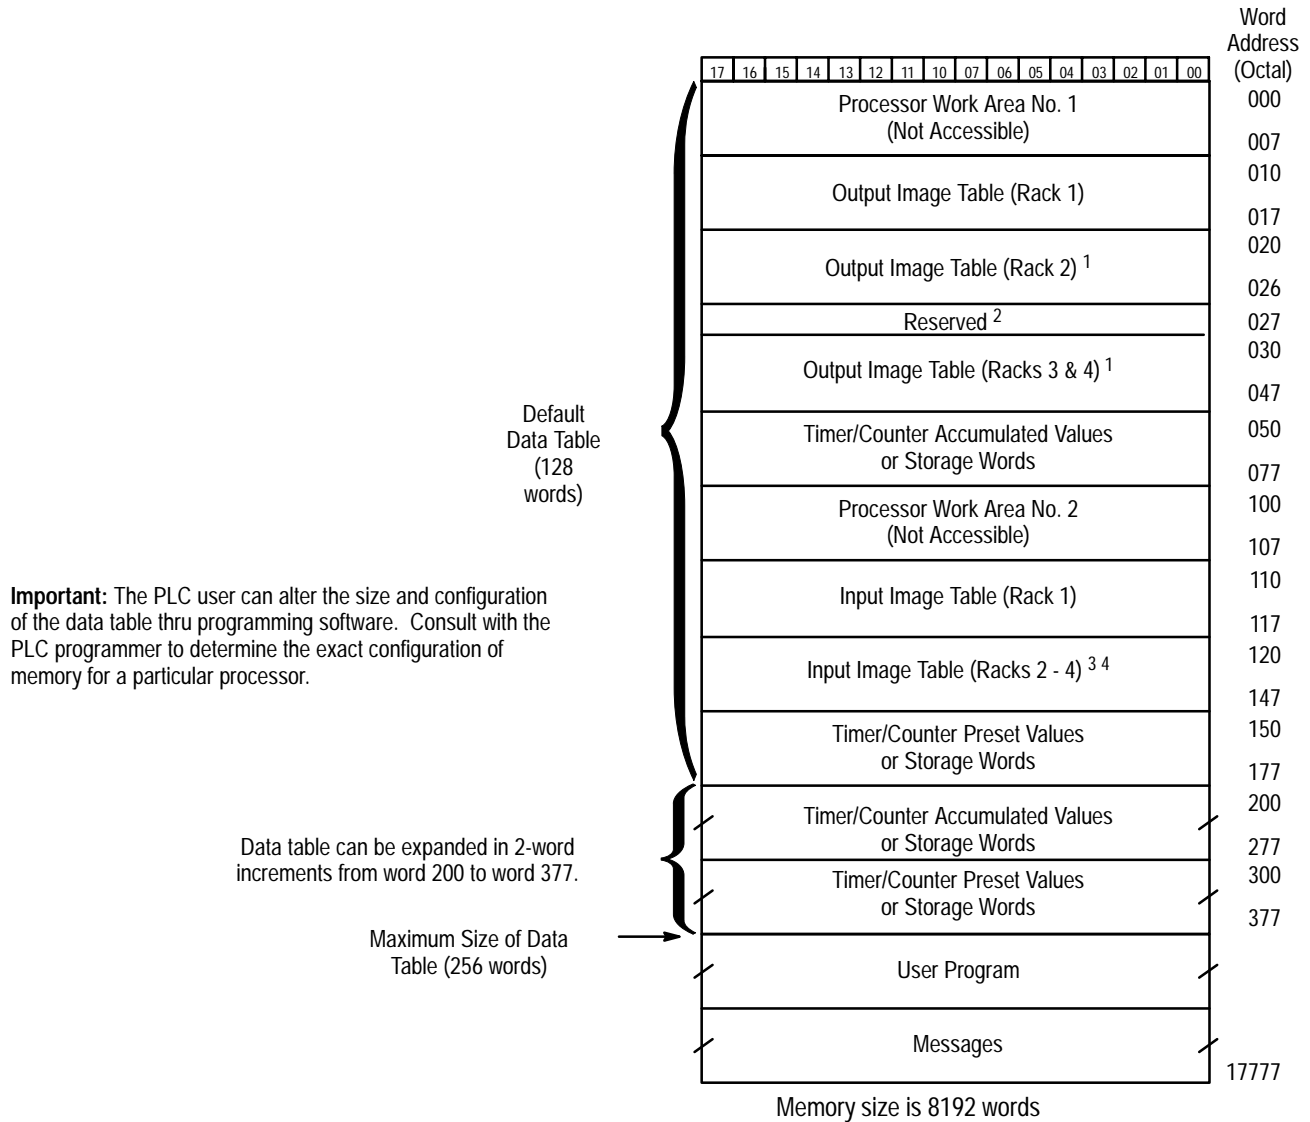 Word
Address
(Octal)
17 16 15 14 13 12 11 10 07 06 05 04 03 02 01 00
Processor Work Area No. 1
(Not Accessible)
000
007
Output Image Table (Rack 1)
010
017
Output Image Table (Rack 2) 1
020
026
Reserved 2
027
Output Image Table (Racks 3 & 4) 1
030
047
Default
Data Table
(128
words)
Timer/Counter Accumulated Values
or Storage Words
050
077
Processor Work Area No. 2
(Not Accessible)
100
107
Important: The PLC user can alter the size and configuration
of the data table thru programming software. Consult with the
PLC programmer to determine the exact configuration of
memory for a particular processor.
Input Image Table (Rack 1)
110
117
Input Image Table (Racks 2 - 4) 3 4
120
147
Timer/Counter Preset Values
or Storage Words
150
177
Data table can be expanded in 2-word
increments from word 200 to word 377.
Timer/Counter Accumulated Values
or Storage Words
200
277
Timer/Counter Preset Values
or Storage Words
300
377
Maximum Size of Data
Table (256 words)
User Program
Messages
17777
Memory size is 8192 words